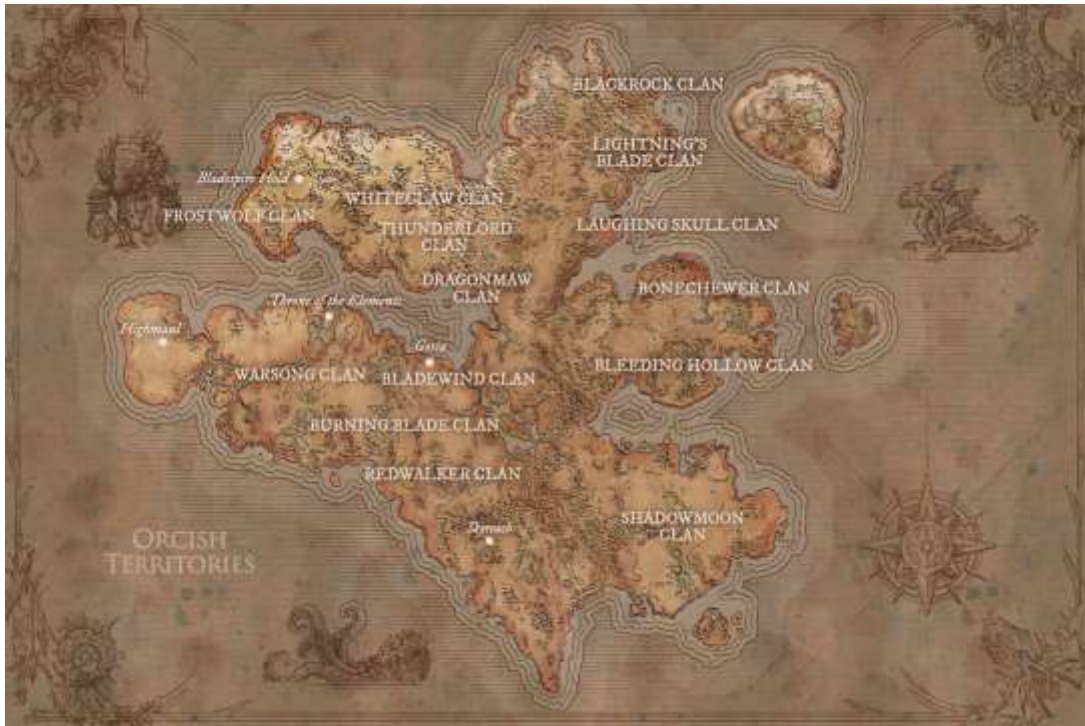 BLACKROCK CLAN
LIGHTNING'S
BLADE CLAN
Bladespire Hold
WHITECLAW CLAN
FROSTWOLF CLAN
THUNDERLORD
CLAN
LAUGHING SKULL CLAN
DRAGONMAW
CLAN
BONECHEWER CLAN
Throne of the Elements
Highmaul
Goria
WARSONG CLAN
BLADEWIND CLAN
BLEEDING HOLLOW CLAN
BURNING BLADE CLAN
REDWALKER CLAN
SHADOWMOON
CLAN
Skyreach
ORCISH
TERRITORIES